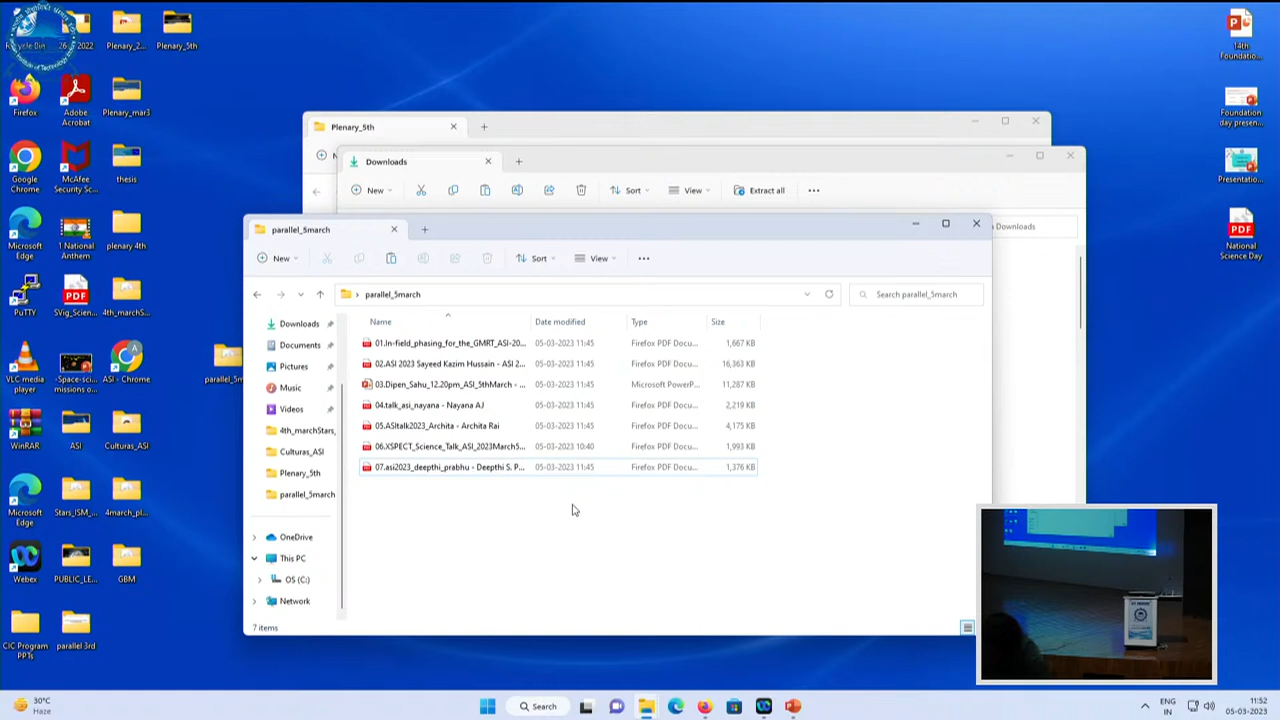 Recycle Bin
2022
Plenary_2...
Plenary_5th
Firefox
Adobe
Acrobat
Plenary_mar3
Google
Chrome
McAfee
Security Sc...
thesis
Microsoft
Edge
1 National
Anthem
plenary 4th
PuTTY
SVig_Scien...
4th_marchS...
VLC media
player
-Space-sci...
missions o...
ASI - Chrome
parallel_5m
WinRAR
ASI
Culturas_ASI
Microsoft
Edge
Stars_ISM_...
4march_pl...
Webex
PUBLIC_LE...
GBM
CIC Program
PPTs
parallel 3rd
14th
Foundatio...
Foundation
day presen...
Presentatio...
National
Science Day
Plenary_5th
Downloads
New
Sort
View
Extract all
Downloads
parallel_5march
New
Sort
View
parallel_5march
Search parallel_5march
Downloads
Documents
Pictures
Music
Videos
4th_marchStars_
Culturas_ASI
Plenary_5th
parallel_5march
OneDrive
This PC
OS (C:)
Network
Name Date modified Type Size
01.In-field_phasing_for_the_GMRT_ASI-20... 05-03-2023 11:45 Firefox PDF Docu... 1,667 KB
02.ASI 2023 Sayeed Kazim Hussain - ASI 2... 05-03-2023 11:45 Firefox PDF Docu... 16,363 KB
03.Dipen_Sahu_12.20pm_ASI_5thMarch - ... 05-03-2023 11:45 Microsoft PowerP... 11,287 KB
04.talk_asi_nayana - Nayana AJ 05-03-2023 11:45 Firefox PDF Docu... 2,219 KB
05.ASItalk2023_Archita - Archita Rai 05-03-2023 11:45 Firefox PDF Docu... 4,175 KB
06.XSPECT_Science_Talk_ASI_2023MarchS... 05-03-2023 10:40 Firefox PDF Docu... 1,993 KB
07.asi2023_deepthi_prabhu - Deepthi S. P... 05-03-2023 11:45 Firefox PDF Docu... 1,376 KB
7 items
30°C
Haze
Search
ENG
IN
11:52
05-03-2023